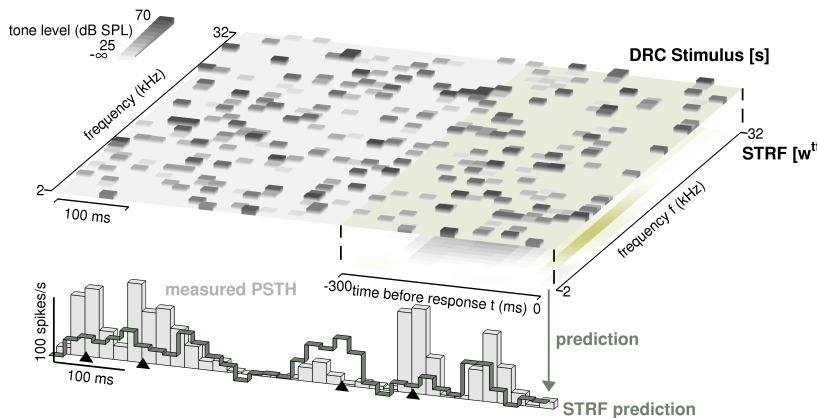 70
tone level (dB SPL)
25
-∞
32
frequency (kHz)
2
100 ms
DRC Stimulus [s]
32
STRF [w
frequency f (kHz)
2
-300
time before response t (ms)
0
measured PSTH
100 spikes/s
100 ms
prediction
STRF prediction